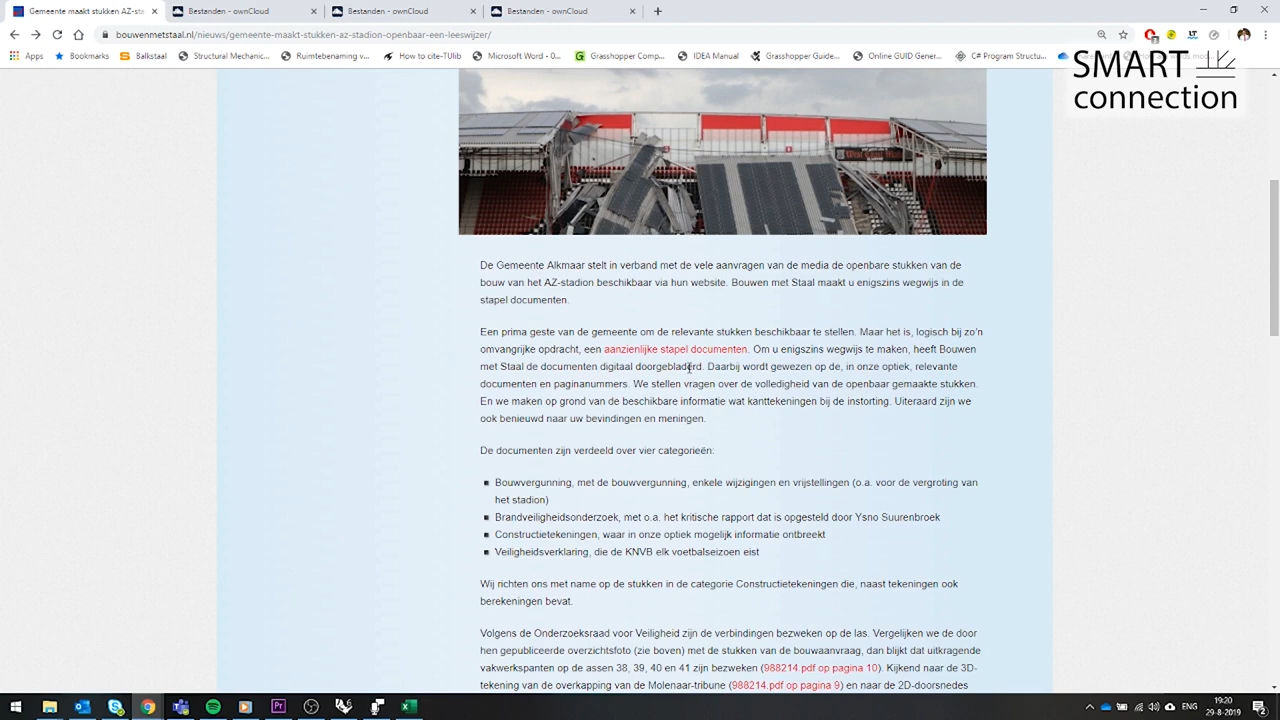 Gemeente maakt stukken AZ-sta
Bestanden - ownCloud
Bestanden - ownCloud
Bestanden - ownCloud
bouwenmetstaal.nl/nieuws/gemeente-maakt-stukken-az-stadion-openbaar-een-leeswijzer/
Apps
Bookmarks
Balkstaal
Structural Mechanic...
Ruimtebenaming v...
How to cite-TUlib
Microsoft Word - 0...
Grasshopper Comp...
IDEA Manual
Grasshopper Guide...
Online GUID Gener...
C# Program Structu...
SMART
connection
De Gemeente Alkmaar stelt in verband met de vele aanvragen van de media de openbare stukken van de
bouw van het AZ-stadion beschikbaar via hun website. Bouwen met Staal maakt u enigszins wegwijs in de
stapel documenten.
Een prima geste van de gemeente om de relevante stukken beschikbaar te stellen. Maar het is, logisch bij zo'n
omvangrijke opdracht, een aanzienlijke stapel documenten. Om u enigszins wegwijs te maken, heeft Bouwen
met Staal de documenten digitaal doorgebladerd. Daarbij wordt gewezen op de, in onze optiek, relevante
documenten en paginanummers. We stellen vragen over de volledigheid van de openbaar gemaakte stukken.
En we maken op grond van de beschikbare informatie wat kanttekeningen bij de instorting. Uiteraard zijn we
ook benieuwd naar uw bevindingen en meningen.
De documenten zijn verdeeld over vier categorieën:
Bouwvergunning, met de bouwvergunning, enkele wijzigingen en vrijstellingen (o.a. voor de vergroting van
het stadion)
Brandveiligheidsonderzoek, met o.a. het kritische rapport dat is opgesteld door Ysno Suurenbroek
Constructietekeningen, waar in onze optiek mogelijk informatie ontbreekt
Veiligheidsverklaring, die de KNVB elk voetbalseizoen eist
Wij richten ons met name op de stukken in de categorie Constructietekeningen die, naast tekeningen ook
berekeningen bevat.
Volgens de Onderzoeksraad voor Veiligheid zijn de verbindingen bezweken op de las. Vergelijken we de door
hen gepubliceerde overzichtsfoto (zie boven) met de stukken van de bouwaanvraag, dan blijkt dat uitkragende
vakwerkspanten op de assen 38, 39, 40 en 41 zijn bezweken (988214.pdf op pagina 10). Kijkend naar de 3D-
tekening van de overkapping van de Molenaar-tribune (988214.pdf op pagina 9) en naar de 2D-doorsnedes
ENG
19:20
29-8-2019